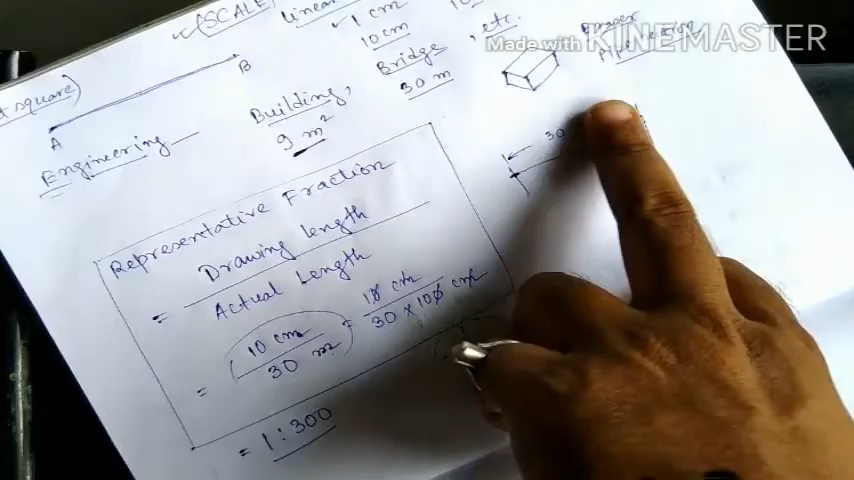 (SCALE)
linear
1 cm
10 cm
square)
A
B
Engineering
Building, Bridge, etc.
9 m²
30 m
Made with KINEMASTER
30
Representative Fraction
= Drawing length
Actual Length
= (10 cm = 10 cm
30 m) 30 × 100 cm
= 1:300